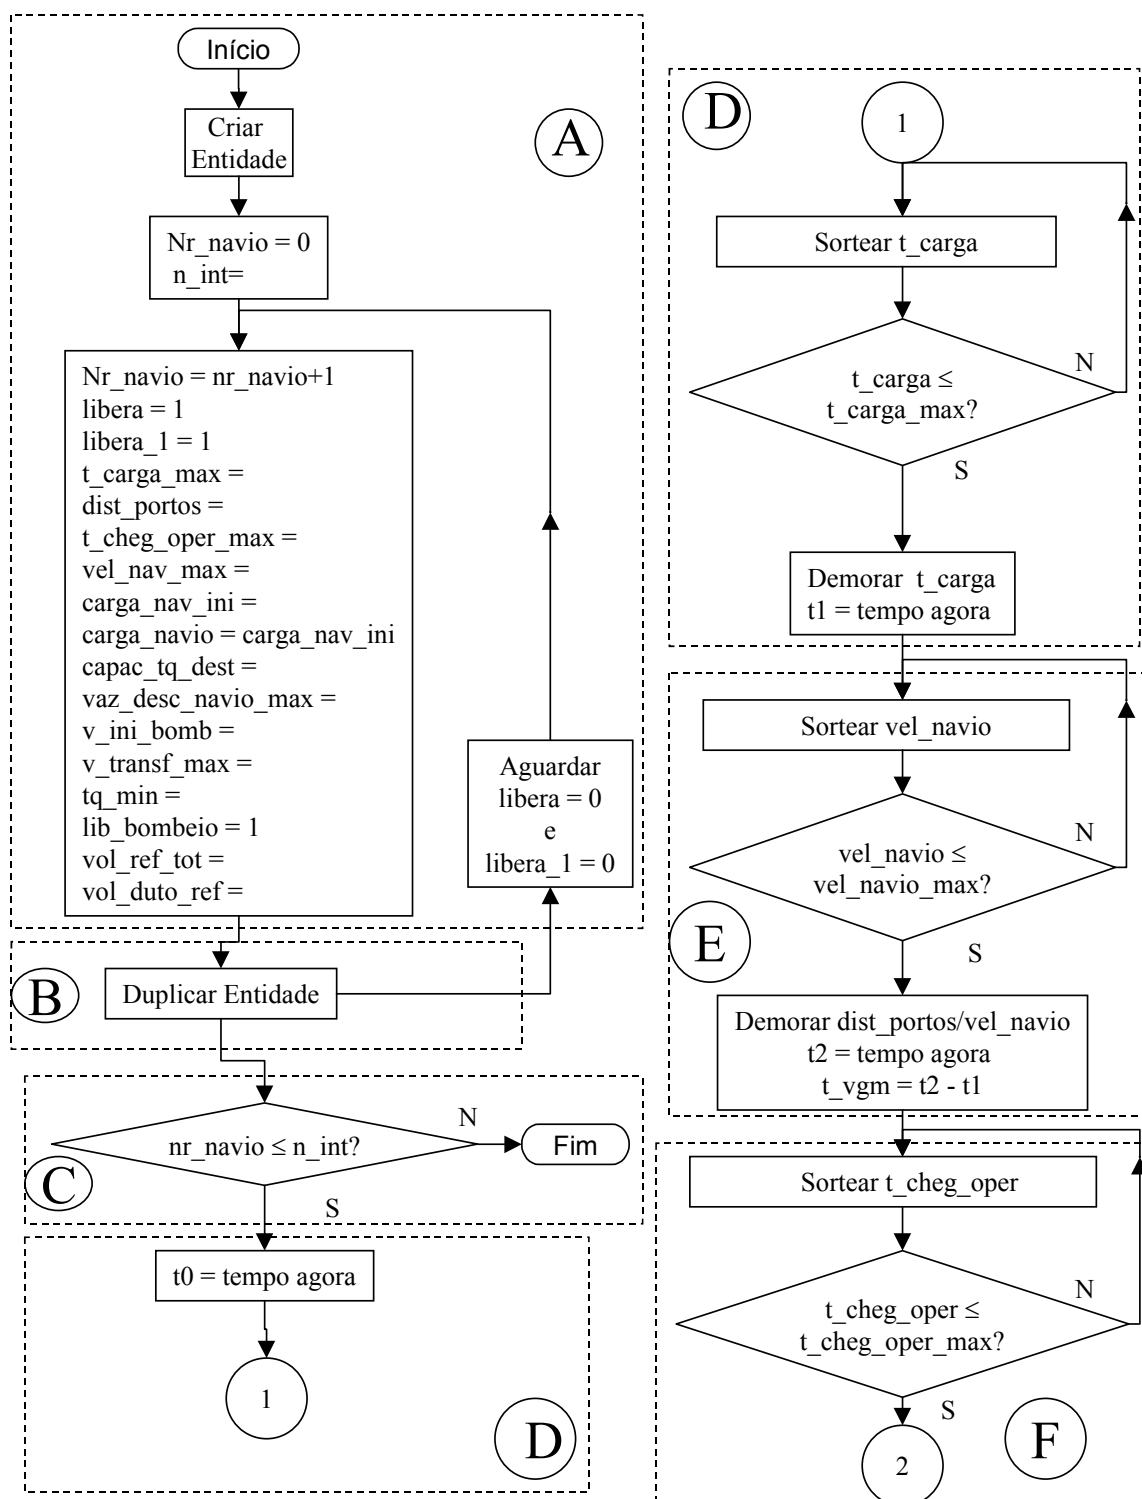 Início
Criar
Entidade
A
Nr_navio = 0
n_int=
Nr_navio = nr_navio+1
libera = 1
libera_1 = 1
t_carga_max =
dist_portos =
t_cheg_oper_max =
vel_nav_max =
carga_nav_ini =
carga_navio = carga_nav_ini
capac_tq_dest =
vaz_desc_navio_max =
v_ini_bomb =
v_transf_max =
tq_min =
lib_bombeio = 1
vol_ref_tot =
vol_duto_ref =
Aguardar
libera = 0
e
libera_1 = 0
B
Duplicar Entidade
nr_navio ≤ n_int?
N
Fim
C
S
t0 = tempo agora
1
D
D
1
Sortear t_carga
t_carga ≤
t_carga_max?
N
S
Demorar t_carga
t1 = tempo agora
Sortear vel_navio
vel_navio ≤
vel_navio_max?
N
E
S
Demorar dist_portos/vel_navio
t2 = tempo agora
t_vgm = t2 - t1
Sortear t_cheg_oper
t_cheg_oper ≤
t_cheg_oper_max?
N
S
F
2